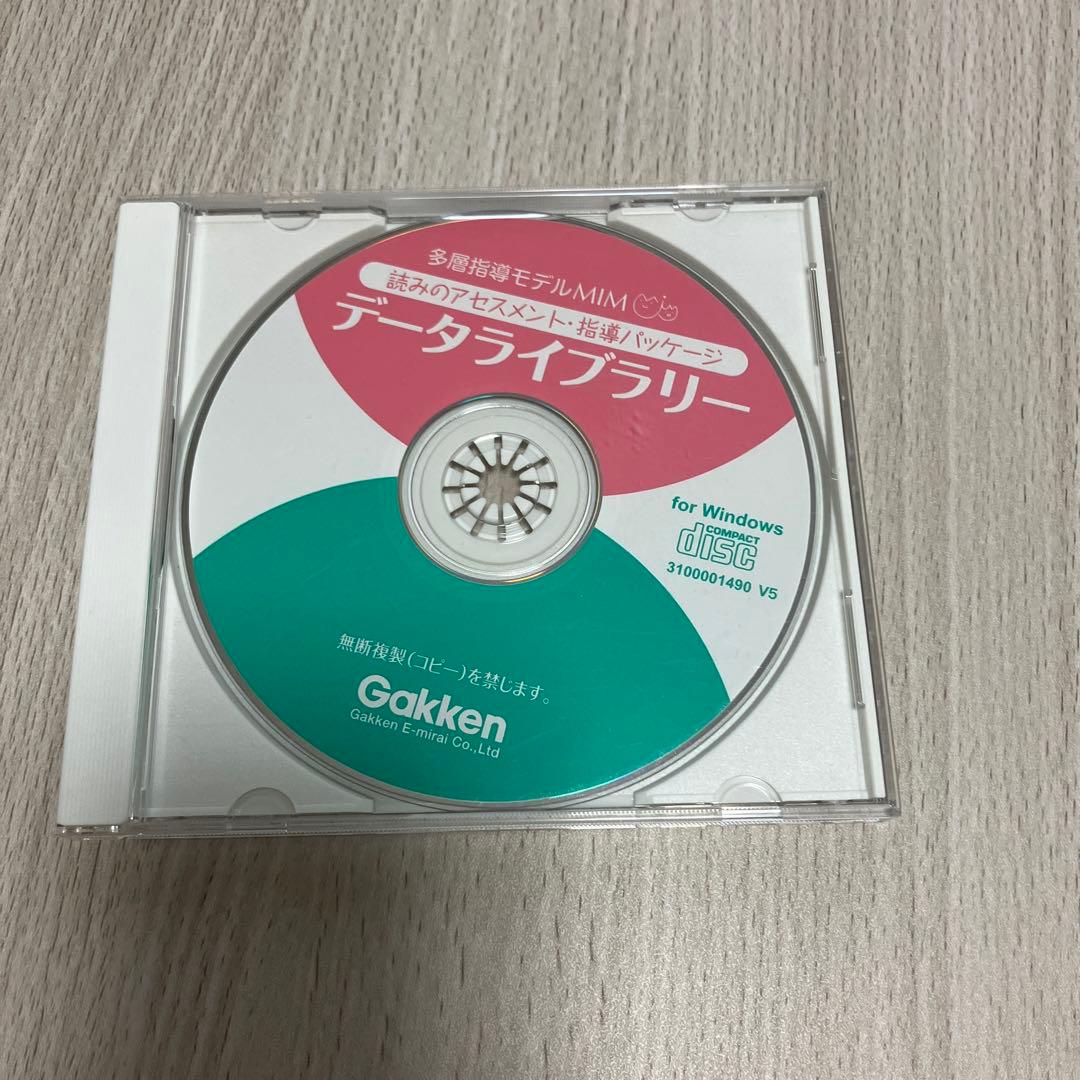 多層指導モデルMIM
読みのアセスメント・指導パッケージ
データライブラリー
for Windows
COMPACT
disc
3100001490 V5
無断複製(コピー)を禁じます。
Gakken
Gakken E-mirai Co.,Ltd